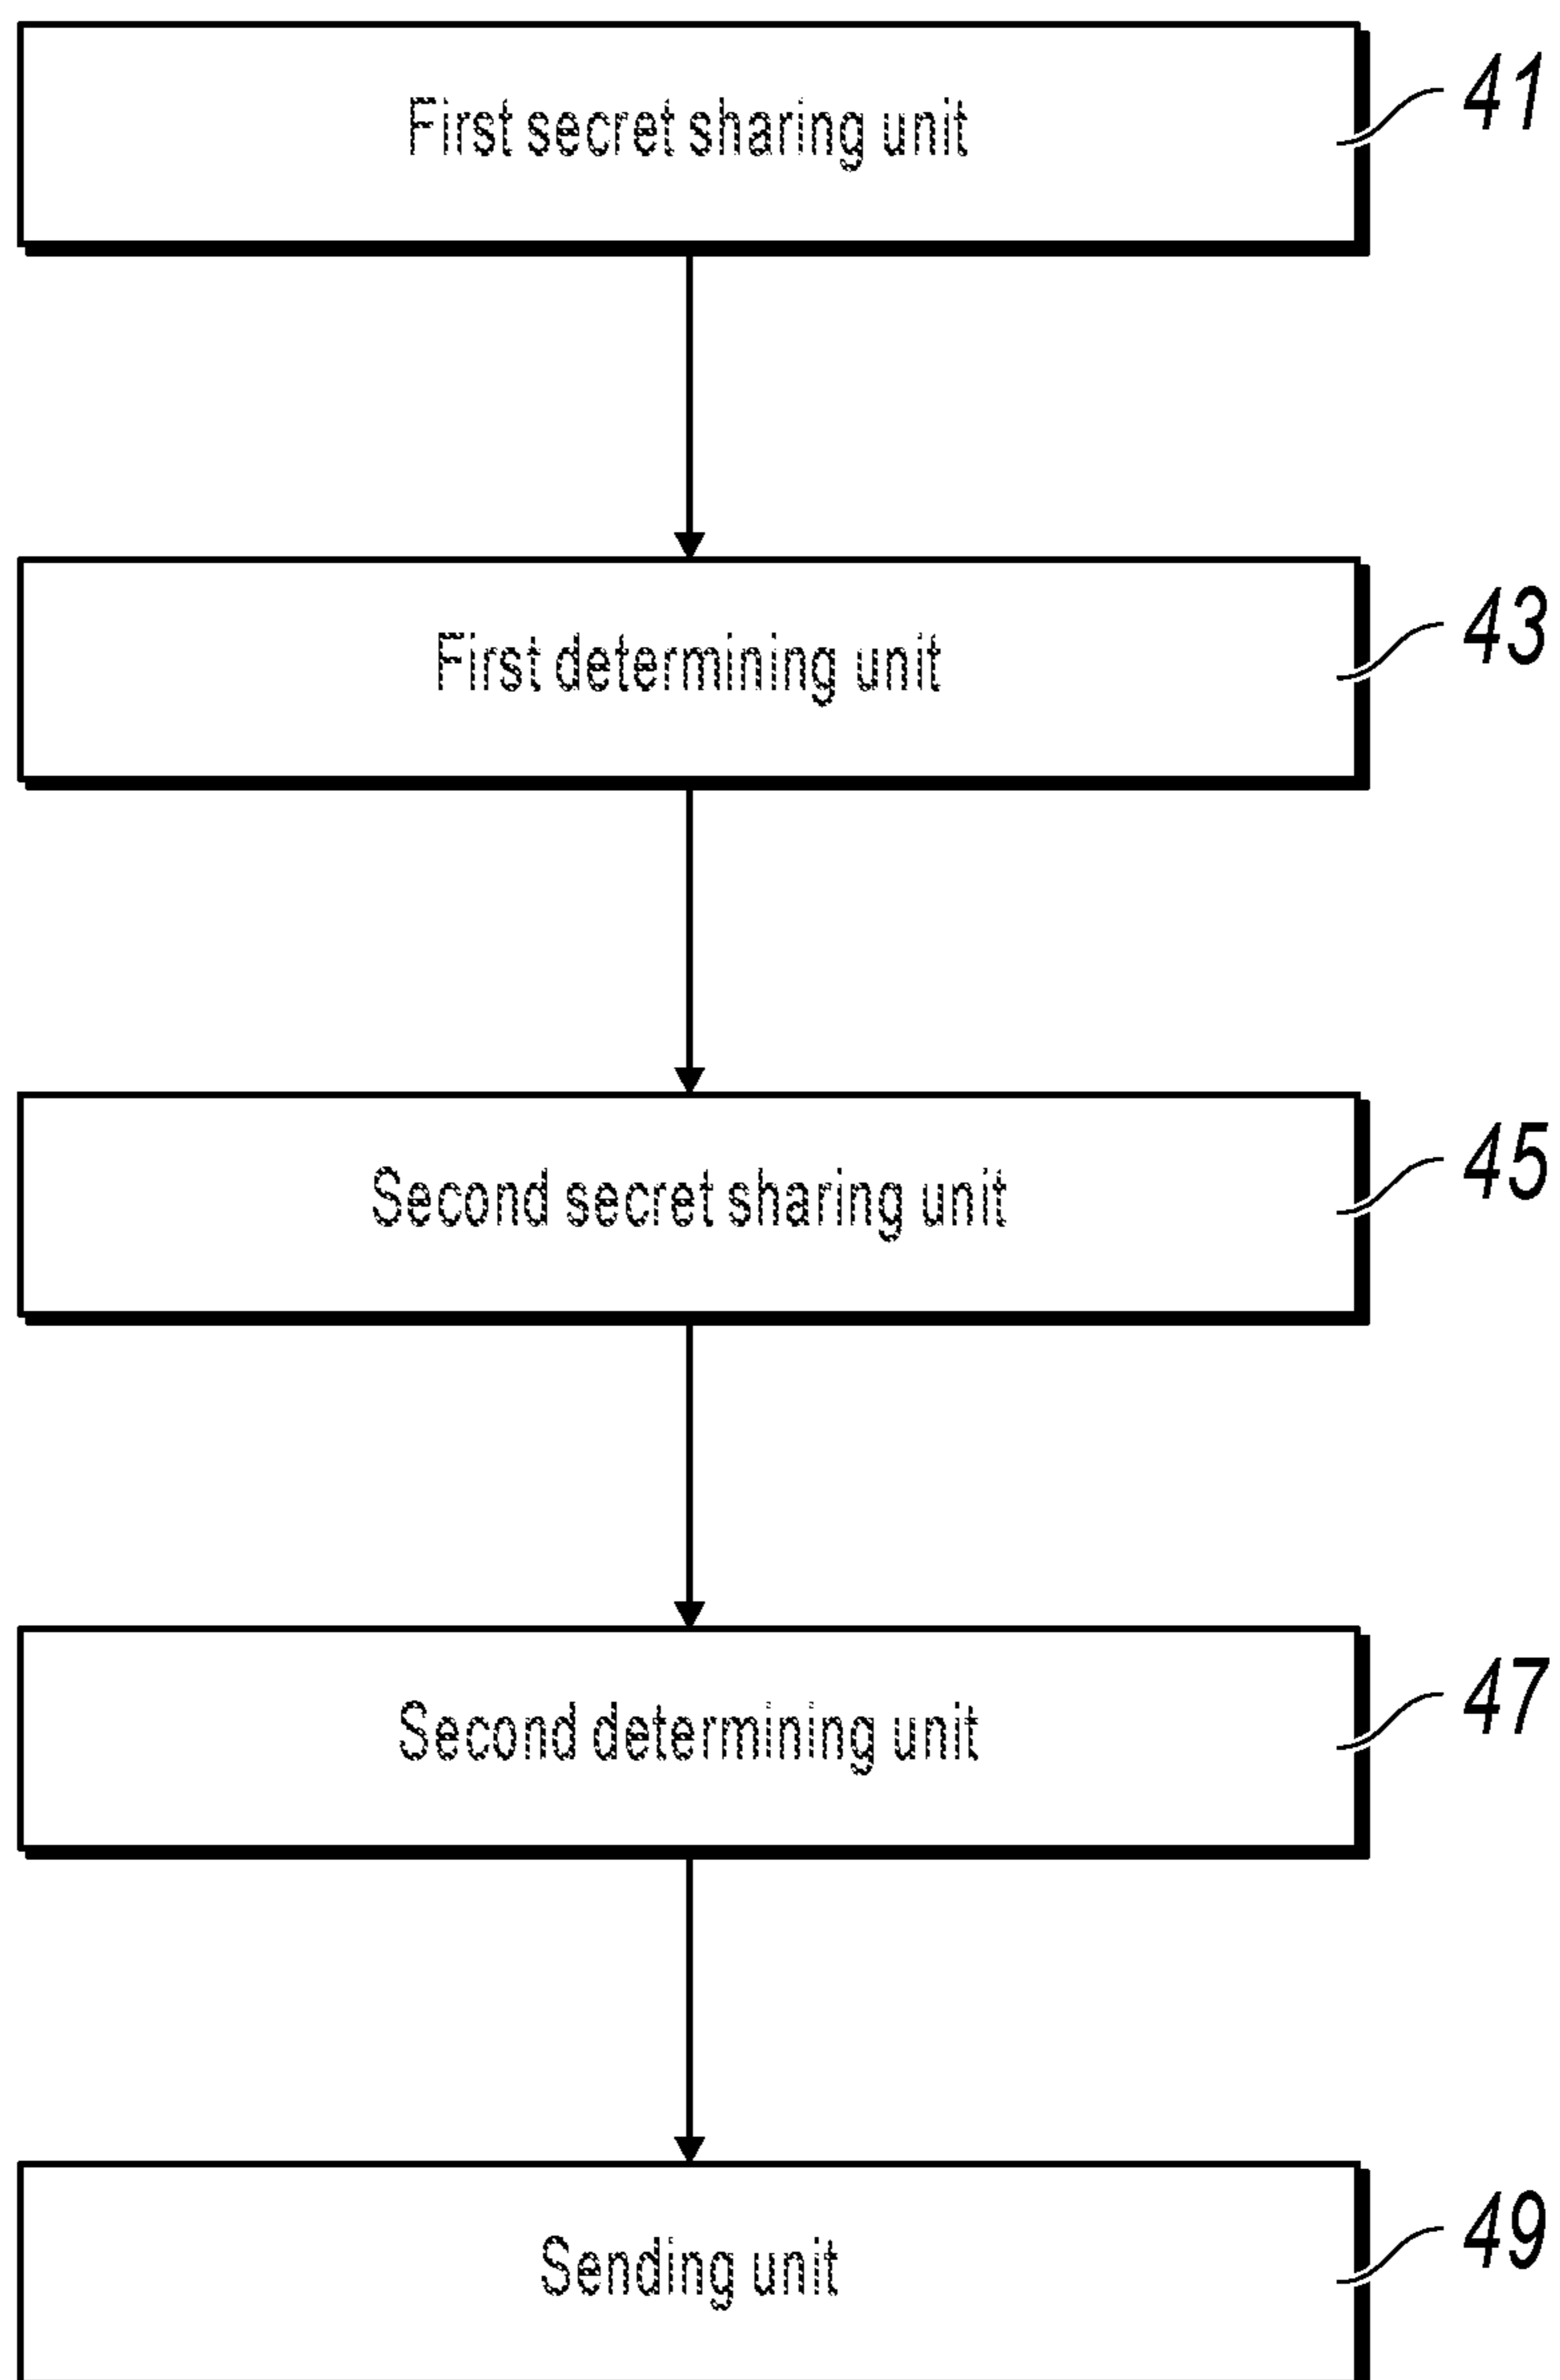 First secret sharing unit
41
First determining unit
43
Second secret sharing unit
45
Second determining unit
47
Sending unit
49